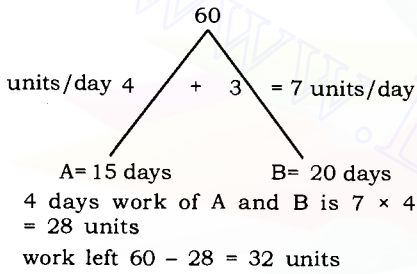 60
units/day 4 + 3 = 7 units/day
A= 15 days B= 20 days
4 days work of A and B is 7 × 4
= 28 units
work left 60 – 28 = 32 units